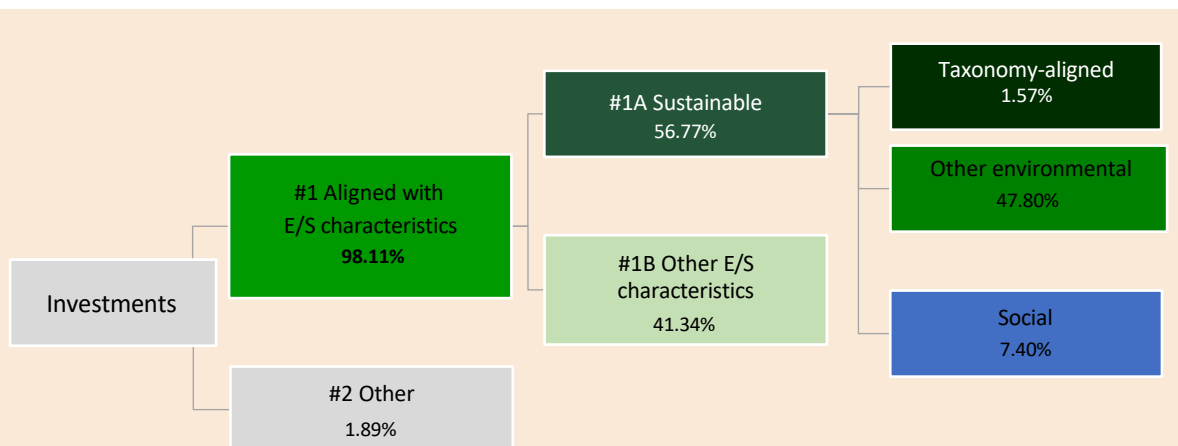 Investments
#1 Aligned with
E/S characteristics
98.11%
#2 Other
1.89%
#1A Sustainable
56.77%
#1B Other E/S
characteristics
41.34%
Taxonomy-aligned
1.57%
Other environmental
47.80%
Social
7.40%